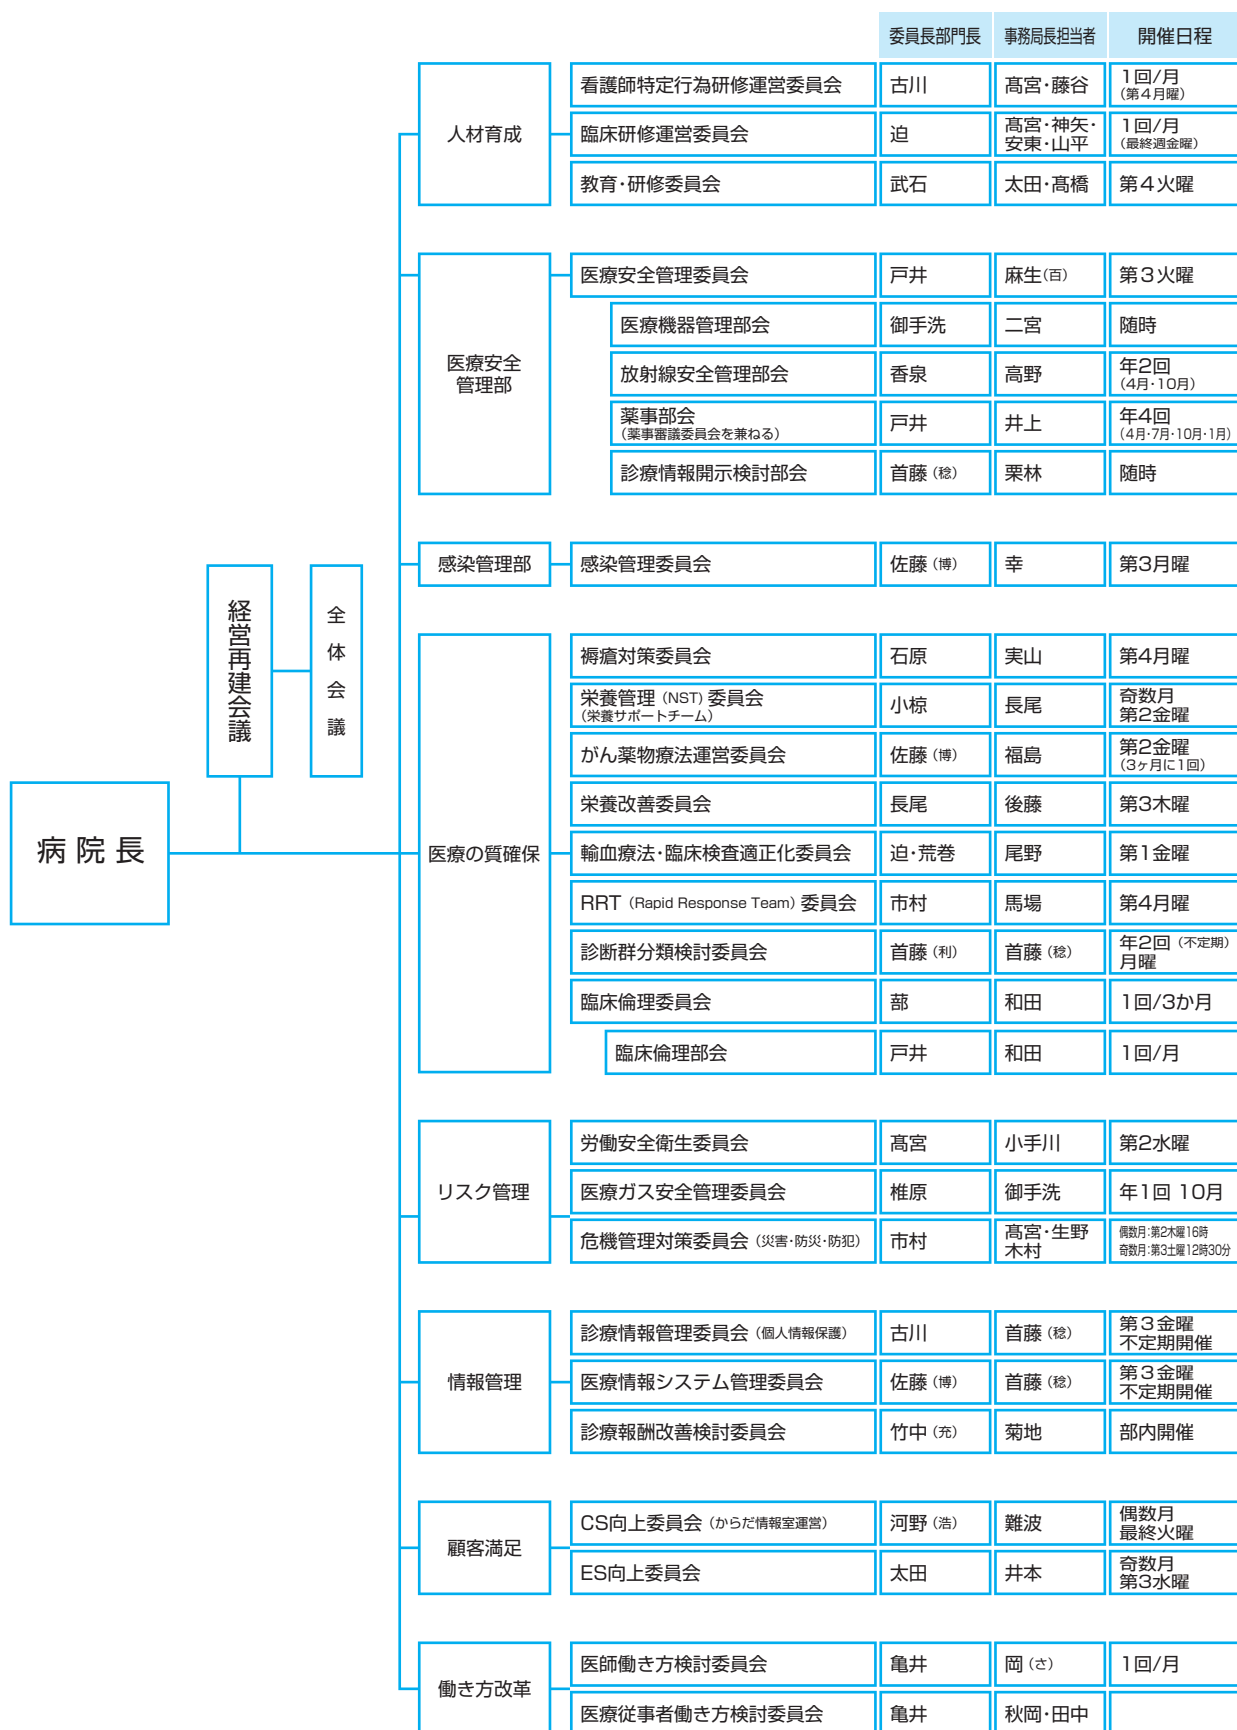 委員長部門長 事務局長担当者 開催日程
人材育成
看護師特定行為研修運営委員会 古川 髙宮・藤谷 1回/月
(第4月曜)
臨床研修運営委員会 迫 髙宮・神矢・
安東・山平 1回/月
(最終週金曜)
教育・研修委員会 武石 太田・髙橋 第4火曜
医療安全
管理部
医療安全管理委員会 戸井 麻生(百) 第3火曜
医療機器管理部会 御手洗 二宮 随時
放射線安全管理部会 香泉 高野 年2回
(4月・10月)
薬事部会
(薬事審議委員会を兼ねる) 戸井 井上 年4回
(4月・7月・10月・1月)
診療情報開示検討部会 首藤(稔) 栗林 随時
感染管理部
感染管理委員会 佐藤(博) 幸 第3月曜
経営再建会議
全体会議
病院長
医療の質確保
褥瘡対策委員会 石原 実山 第4月曜
栄養管理(NST)委員会
(栄養サポートチーム) 小椋 長尾 奇数月
第2金曜
がん薬物療法運営委員会 佐藤(博) 福島 第2金曜
(3ヶ月に1回)
栄養改善委員会 長尾 後藤 第3木曜
輸血療法・臨床検査適正化委員会 迫・荒巻 尾野 第1金曜
RRT(Rapid Response Team)委員会 市村 馬場 第4月曜
診断群分類検討委員会 首藤(利) 首藤(稔) 年2回(不定期)
月曜
臨床倫理委員会 蔀 和田 1回/3か月
臨床倫理部会 戸井 和田 1回/月
リスク管理
労働安全衛生委員会 髙宮 小手川 第2水曜
医療ガス安全管理委員会 椎原 御手洗 年1回 10月
危機管理対策委員会(災害・防災・防犯) 市村 髙宮・生野
木村 偶数月:第2木曜16時
奇数月:第3土曜12時30分
情報管理
診療情報管理委員会(個人情報保護) 古川 首藤(稔) 第3金曜
不定期開催
医療情報システム管理委員会 佐藤(博) 首藤(稔) 第3金曜
不定期開催
診療報酬改善検討委員会 竹中(充) 菊地 部内開催
顧客満足
CS向上委員会(からだ情報室運営) 河野(浩) 難波 偶数月
最終火曜
ES向上委員会 太田 井本 奇数月
第3水曜
働き方改革
医師働き方検討委員会 亀井 岡(さ) 1回/月
医療従事者働き方検討委員会 亀井 秋岡・田中